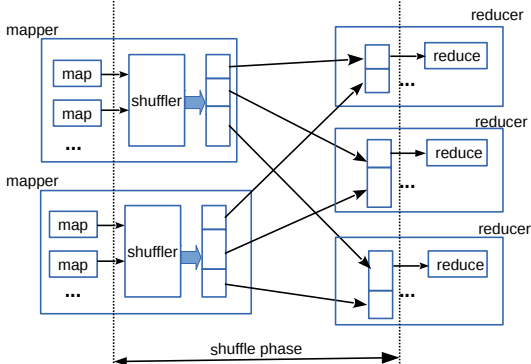 mapper
map
map
...
shuffler
mapper
map
map
...
shuffler
reducer
reduce
...
reducer
reduce
...
reducer
reduce
...
shuffle phase